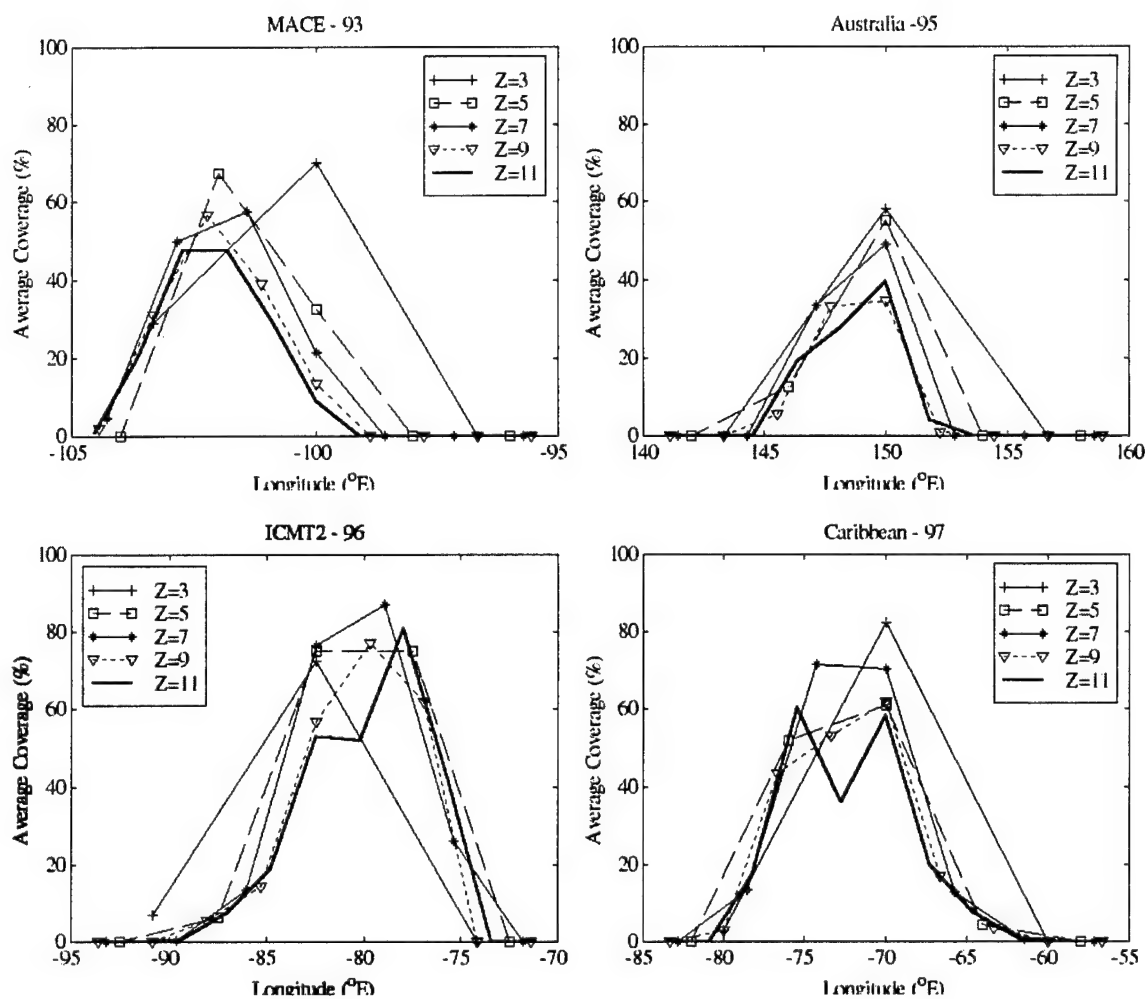 MACE - 93
100
80
60
40
20
0
Average Coverage (%)
Z=3
Z=5
Z=7
Z=9
Z=11
-105
-100
-95
Longitude (°E)
Australia -95
100
80
60
40
20
0
Average Coverage (%)
Z=3
Z=5
Z=7
Z=9
Z=11
140
145
150
155
160
Longitude (°E)
ICMT2 - 96
100
80
60
40
20
0
Average Coverage (%)
Z=3
Z=5
Z=7
Z=9
Z=11
-95
-90
-85
-80
-75
-70
Longitude (°E)
Caribbean - 97
100
80
60
40
20
0
Average Coverage (%)
Z=3
Z=5
Z=7
Z=9
Z=11
-85
-80
-75
-70
-65
-60
-55
Longitude (°E)